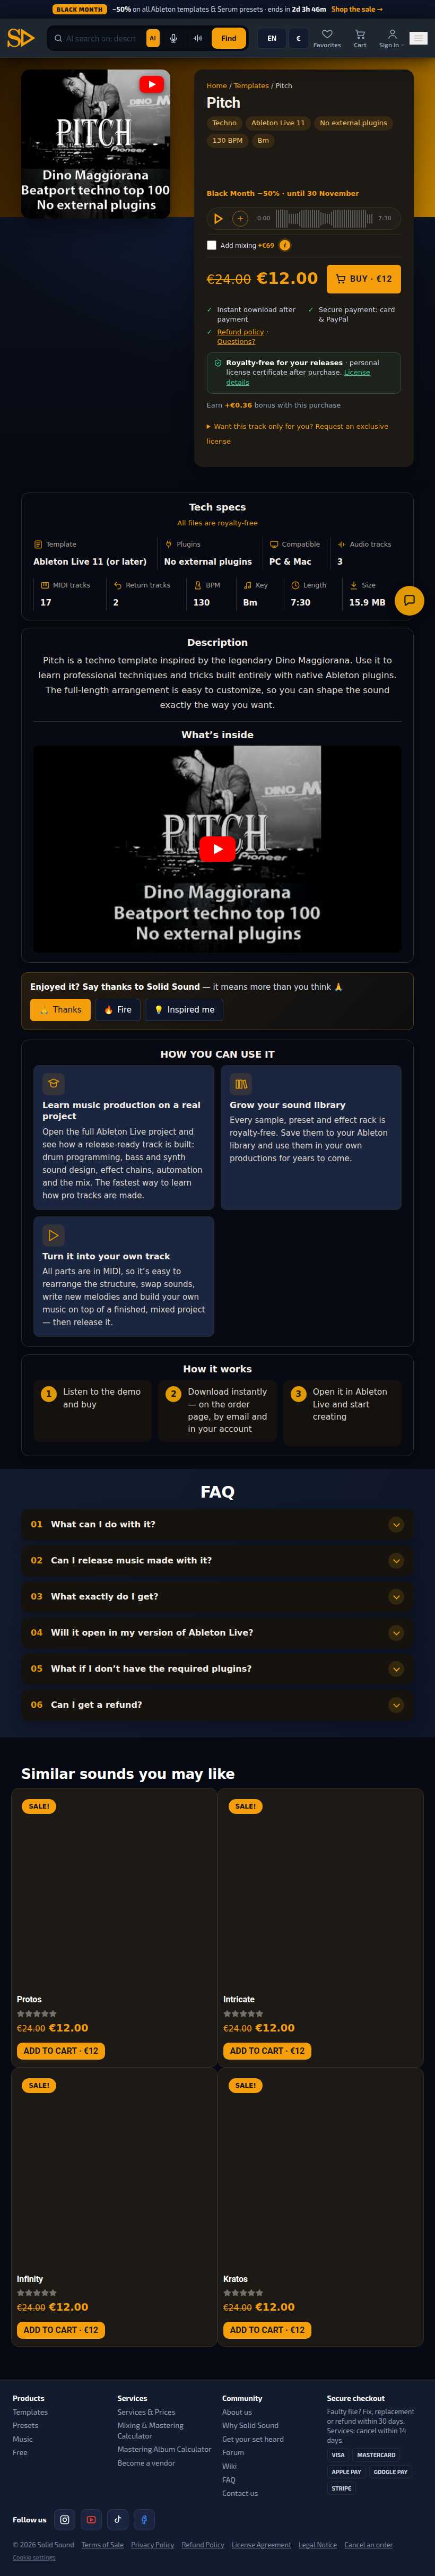 BLACK MONTH −50% on all Ableton templates & Serum presets · ends in 2d 3h 46m Shop the sale →
AI search on: descri AI Find EN € Favorites Cart Sign in
Home / Templates / Pitch
Pitch
Techno Ableton Live 11 No external plugins
130 BPM Bm
PITCH
Pioneer
Dino Maggiorana
Beatport techno top 100
No external plugins
Black Month −50% · until 30 November
0:00 7:30
Add mixing +€69 i
€24.00 €12.00 BUY · €12
✓ Instant download after payment
✓ Secure payment: card & PayPal
✓ Refund policy · Questions?
Royalty-free for your releases · personal
license certificate after purchase. License
details
Earn +€0.36 bonus with this purchase
▶ Want this track only for you? Request an exclusive
license
Tech specs
All files are royalty-free
Template Plugins Compatible Audio tracks
Ableton Live 11 (or later) No external plugins PC & Mac 3
MIDI tracks Return tracks BPM Key Length Size
17 2 130 Bm 7:30 15.9 MB
Description
Pitch is a techno template inspired by the legendary Dino Maggiorana. Use it to
learn professional techniques and tricks built entirely with native Ableton plugins.
The full-length arrangement is easy to customize, so you can shape the sound
exactly the way you want.
What’s inside
PITCH
Pioneer
Dino Maggiorana
Beatport techno top 100
No external plugins
Enjoyed it? Say thanks to Solid Sound — it means more than you think 🙏
🙏 Thanks 🔥 Fire 💡 Inspired me
HOW YOU CAN USE IT
Learn music production on a real
project
Open the full Ableton Live project and
see how a release-ready track is built:
drum programming, bass and synth
sound design, effect chains, automation
and the mix. The fastest way to learn
how pro tracks are made.
Grow your sound library
Every sample, preset and effect rack is
royalty-free. Save them to your Ableton
library and use them in your own
productions for years to come.
Turn it into your own track
All parts are in MIDI, so it’s easy to
rearrange the structure, swap sounds,
write new melodies and build your own
music on top of a finished, mixed project
— then release it.
How it works
1 Listen to the demo
and buy
2 Download instantly
— on the order
page, by email and
in your account
3 Open it in Ableton
Live and start
creating
FAQ
01 What can I do with it?
02 Can I release music made with it?
03 What exactly do I get?
04 Will it open in my version of Ableton Live?
05 What if I don’t have the required plugins?
06 Can I get a refund?
Similar sounds you may like
SALE! SALE!
Protos Intricate
€24.00 €12.00 €24.00 €12.00
ADD TO CART · €12 ADD TO CART · €12
SALE! SALE!
Infinity Kratos
€24.00 €12.00 €24.00 €12.00
ADD TO CART · €12 ADD TO CART · €12
Products
Templates
Presets
Music
Free
Services
Services & Prices
Mixing & Mastering
Calculator
Mastering Album Calculator
Become a vendor
Community
About us
Why Solid Sound
Get your set heard
Forum
Wiki
FAQ
Contact us
Secure checkout
Faulty file? Fix, replacement
or refund within 30 days.
Services: cancel within 14
days.
VISA MASTERCARD
APPLE PAY GOOGLE PAY
STRIPE
Follow us
© 2026 Solid Sound Terms of Sale Privacy Policy Refund Policy License Agreement Legal Notice Cancel an order
Cookie settings